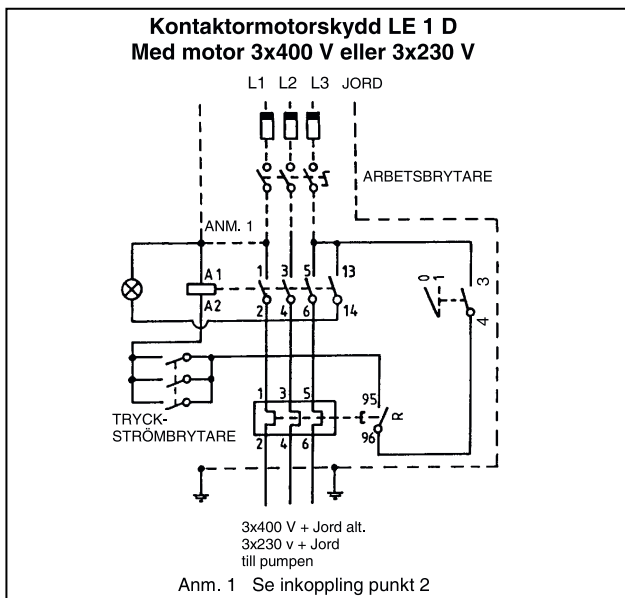 Kontaktormotorskydd LE 1 D
Med motor 3x400 V eller 3x230 V
L1 L2 L3 JORD
ARBETSBRYTARE
ANM. 1
A1 1 3 5 13 0 1 3
A2 2 4 6 14 4
1 3 5 95
TRYCK-
STRÖMBRYTARE
R
2 4 6 96
3x400 V + Jord alt.
3x230 v + Jord
till pumpen
Anm. 1 Se inkoppling punkt 2